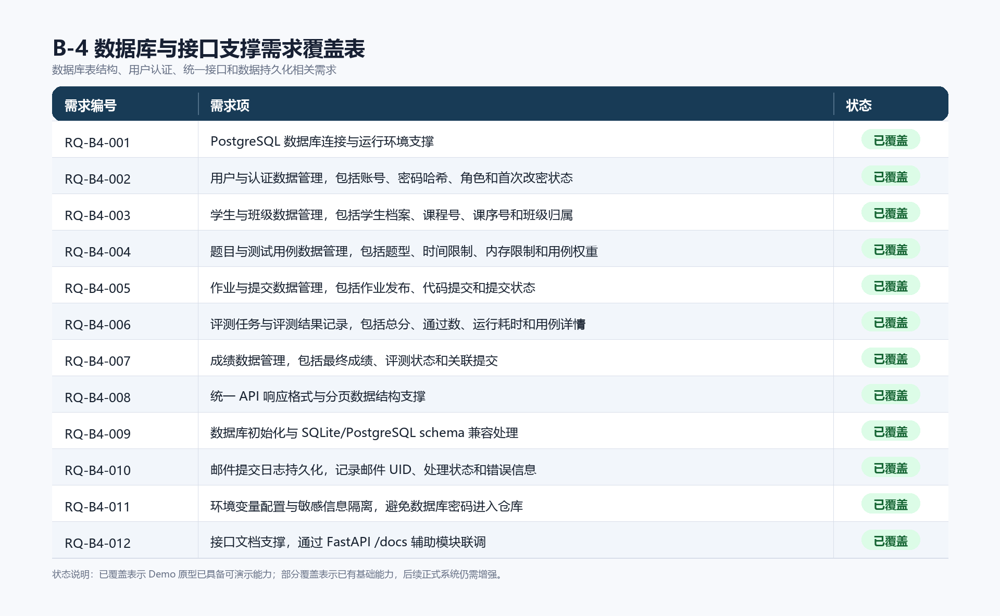 B-4 数据库与接口支撑需求覆盖表
数据库表结构、用户认证、统一接口和数据持久化相关需求
需求编号 需求项 状态
RQ-B4-001 PostgreSQL 数据库连接与运行环境支撑 已覆盖
RQ-B4-002 用户与认证数据管理，包括账号、密码哈希、角色和首次改密状态 已覆盖
RQ-B4-003 学生与班级数据管理，包括学生档案、课程号、课序号和班级归属 已覆盖
RQ-B4-004 题目与测试用例数据管理，包括题型、时间限制、内存限制和用例权重 已覆盖
RQ-B4-005 作业与提交数据管理，包括作业发布、代码提交和提交状态 已覆盖
RQ-B4-006 评测任务与评测结果记录，包括总分、通过数、运行耗时和用例详情 已覆盖
RQ-B4-007 成绩数据管理，包括最终成绩、评测状态和关联提交 已覆盖
RQ-B4-008 统一 API 响应格式与分页数据结构支撑 已覆盖
RQ-B4-009 数据库初始化与 SQLite/PostgreSQL schema 兼容处理 已覆盖
RQ-B4-010 邮件提交日志持久化，记录邮件 UID、处理状态和错误信息 已覆盖
RQ-B4-011 环境变量配置与敏感信息隔离，避免数据库密码进入仓库 已覆盖
RQ-B4-012 接口文档支撑，通过 FastAPI /docs 辅助模块联调 已覆盖
状态说明：已覆盖表示 Demo 原型已具备可演示能力；部分覆盖表示已有基础能力，后续正式系统仍需增强。